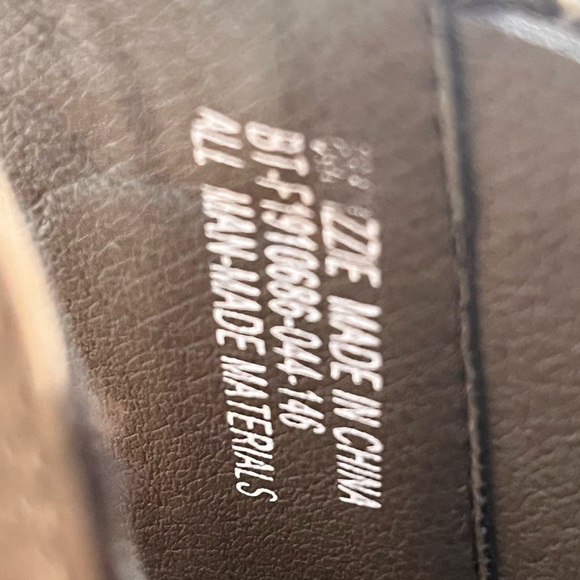 IZZIE MADE IN CHINA
BT-F1910686-044-146
ALL MAN-MADE MATERIALS